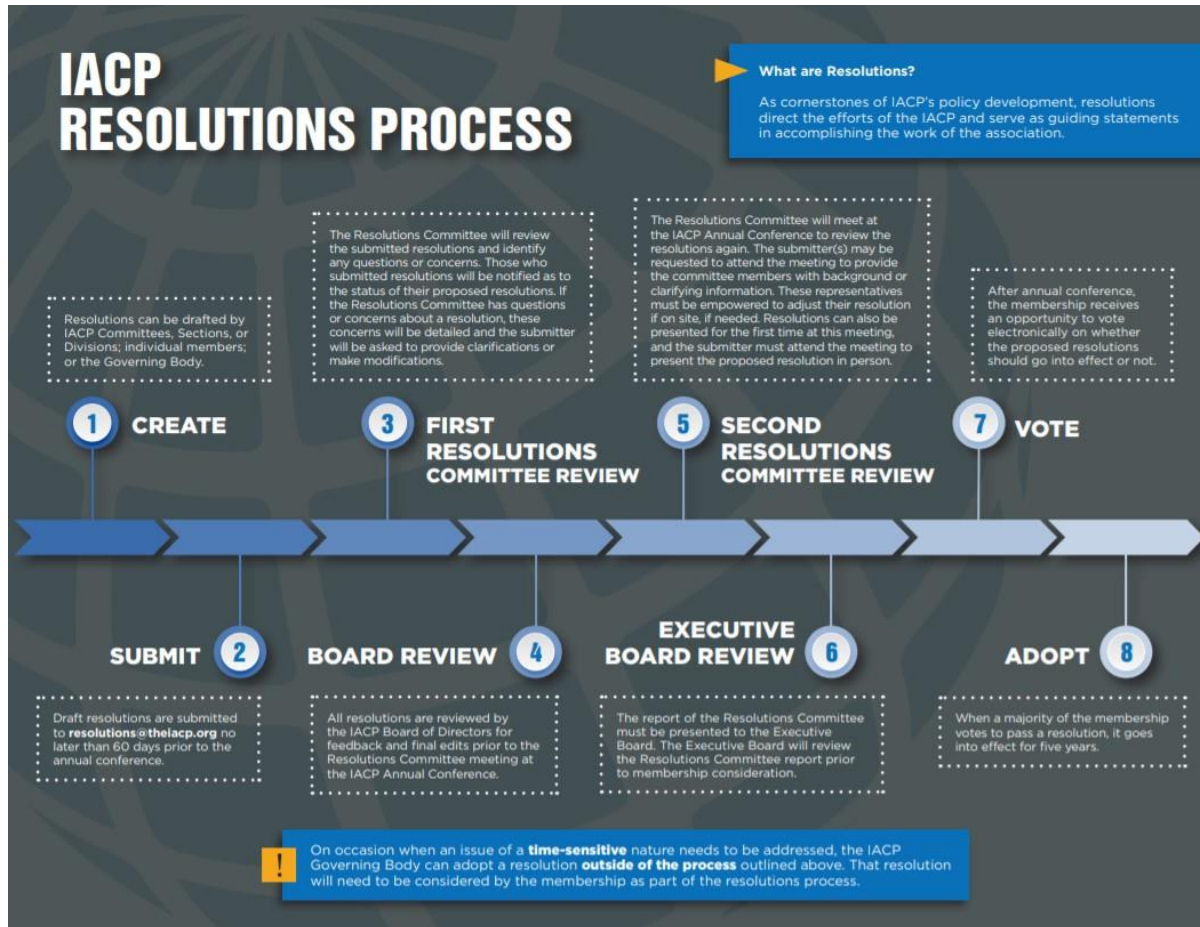 IACP
RESOLUTIONS PROCESS
What are Resolutions?
As cornerstones of IACP's policy development, resolutions
direct the efforts of the IACP and serve as guiding statements
in accomplishing the work of the association.
Resolutions can be drafted by
IACP Committees, Sections, or
Divisions; individual members;
or the Governing Body.
1 CREATE
Draft resolutions are submitted
to resolutions@theiacp.org no
later than 60 days prior to the
annual conference.
SUBMIT 2
The Resolutions Committee will review
the submitted resolutions and identify
any questions or concerns. Those who
submitted resolutions will be notified as to
the status of their proposed resolutions. If
the Resolutions Committee has questions
or concerns about a resolution, these
concerns will be detailed and the submitter
will be asked to provide clarifications or
make modifications.
3 FIRST
RESOLUTIONS
COMMITTEE REVIEW
BOARD REVIEW 4
All resolutions are reviewed by
the IACP Board of Directors for
feedback and final edits prior to the
Resolutions Committee meeting at
the IACP Annual Conference.
The Resolutions Committee will meet at
the IACP Annual Conference to review the
resolutions again. The submitter(s) may be
requested to attend the meeting to provide
the committee members with background or
clarifying information. These representatives
must be empowered to adjust their resolution
if on site, if needed. Resolutions can also be
presented for the first time at this meeting,
and the submitter must attend the meeting to
present the proposed resolution in person.
5 SECOND
RESOLUTIONS
COMMITTEE REVIEW
EXECUTIVE
BOARD REVIEW 6
The report of the Resolutions Committee
must be presented to the Executive
Board. The Executive Board will review
the Resolutions Committee report prior
to membership consideration.
After annual conference,
the membership receives
an opportunity to vote
electronically on whether
the proposed resolutions
should go into effect or not.
7 VOTE
ADOPT 8
When a majority of the membership
votes to pass a resolution, it goes
into effect for five years.
!
On occasion when an issue of a time-sensitive nature needs to be addressed, the IACP
Governing Body can adopt a resolution outside of the process outlined above. That resolution
will need to be considered by the membership as part of the resolutions process.